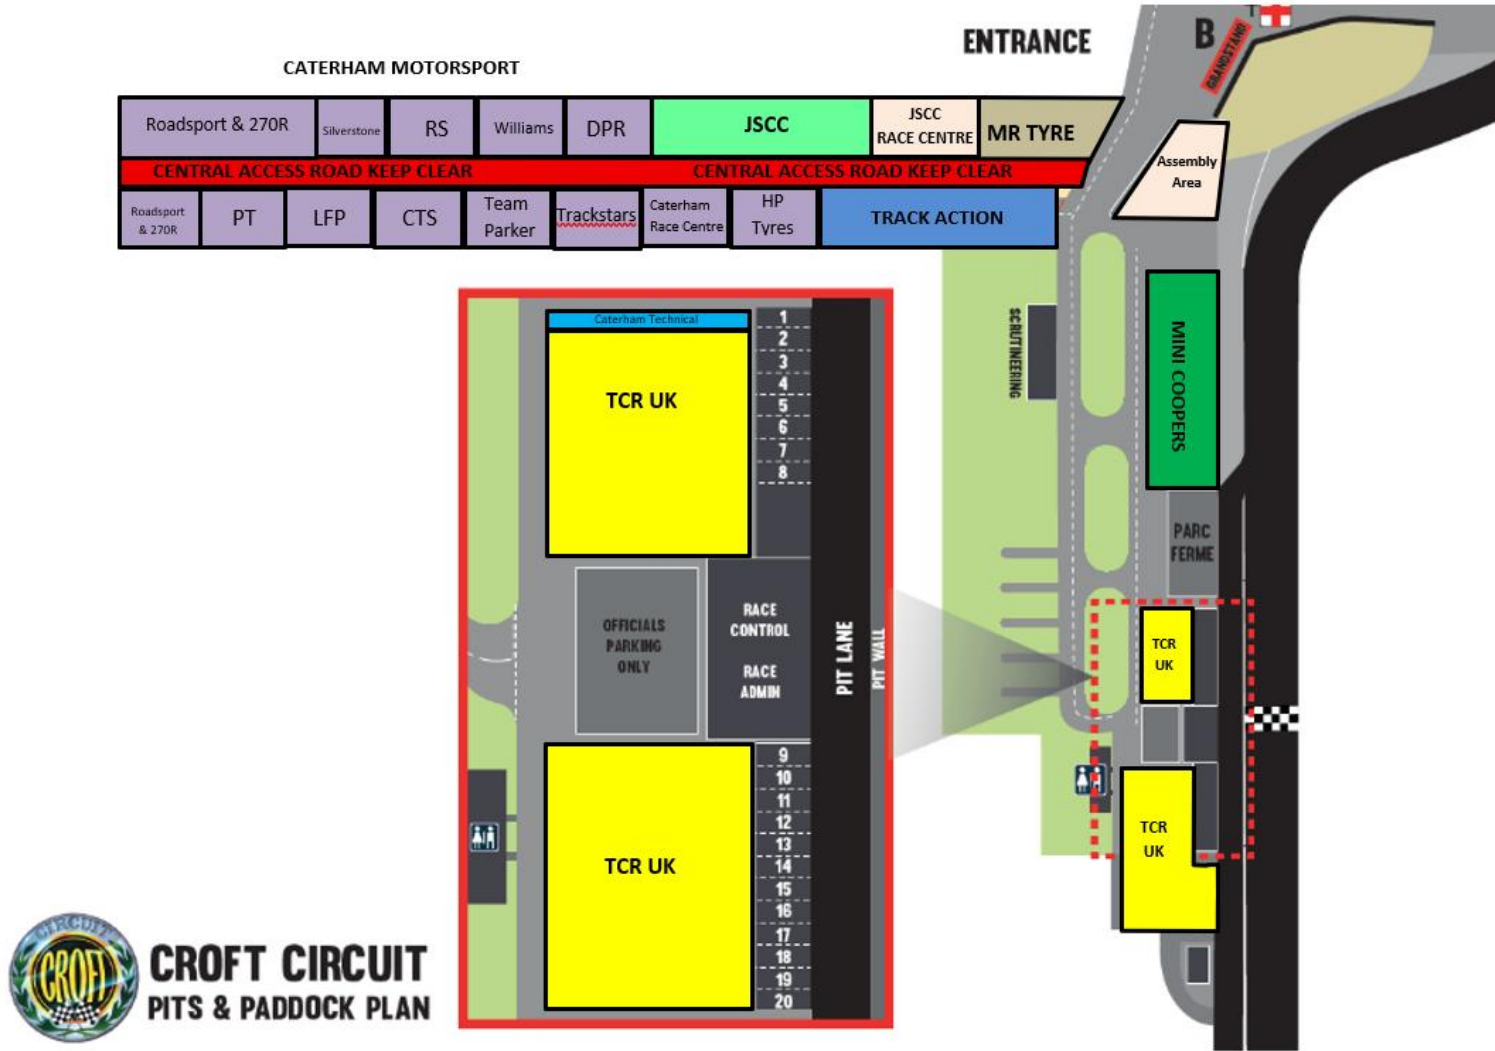 ENTRANCE
B
GRANDSTAND
CATERHAM MOTORSPORT
Roadsport & 270R
Silverstone
RS
Williams
DPR
JSCC
JSCC
RACE CENTRE
MR TYRE
CENTRAL ACCESS ROAD KEEP CLEAR
CENTRAL ACCESS ROAD KEEP CLEAR
Assembly
Area
Roadsport
& 270R
PT
LFP
CTS
Team
Parker
Trackstars
Caterham
Race Centre
HP
Tyres
TRACK ACTION
SCRUTINEERING
MINI COOPERS
PARC
FERME
TCR
UK
TCR
UK
Caterham Technical
TCR UK
1
2
3
4
5
6
7
8
OFFICIALS
PARKING
ONLY
RACE
CONTROL
RACE
ADMIN
PIT LANE
PIT WALL
TCR UK
9
10
11
12
13
14
15
16
17
18
19
20
CIRCUIT
CROFT
CROFT CIRCUIT
PITS & PADDOCK PLAN